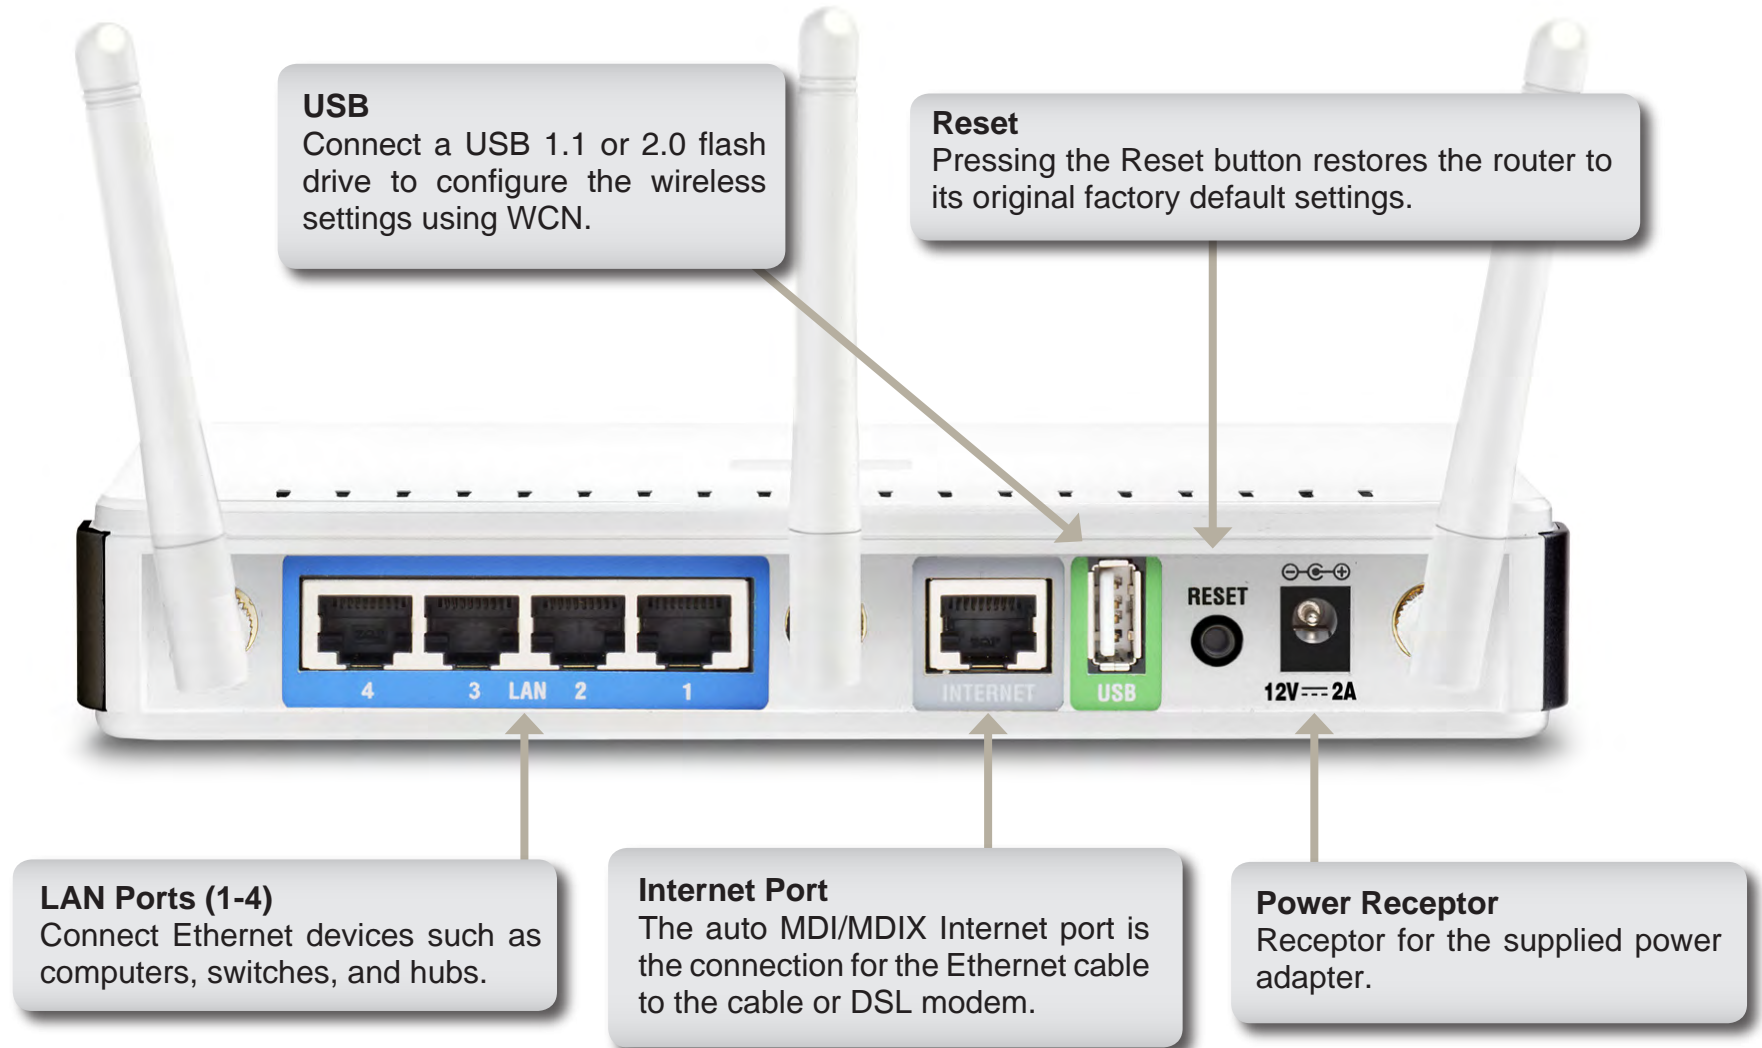 USB
Connect a USB 1.1 or 2.0 flash
drive to configure the wireless
settings using WCN.
Reset
Pressing the Reset button restores the router to
its original factory default settings.
RESET
4 3 LAN 2 1
INTERNET
USB
12V⎓2A
LAN Ports (1-4)
Connect Ethernet devices such as
computers, switches, and hubs.
Internet Port
The auto MDI/MDIX Internet port is
the connection for the Ethernet cable
to the cable or DSL modem.
Power Receptor
Receptor for the supplied power
adapter.